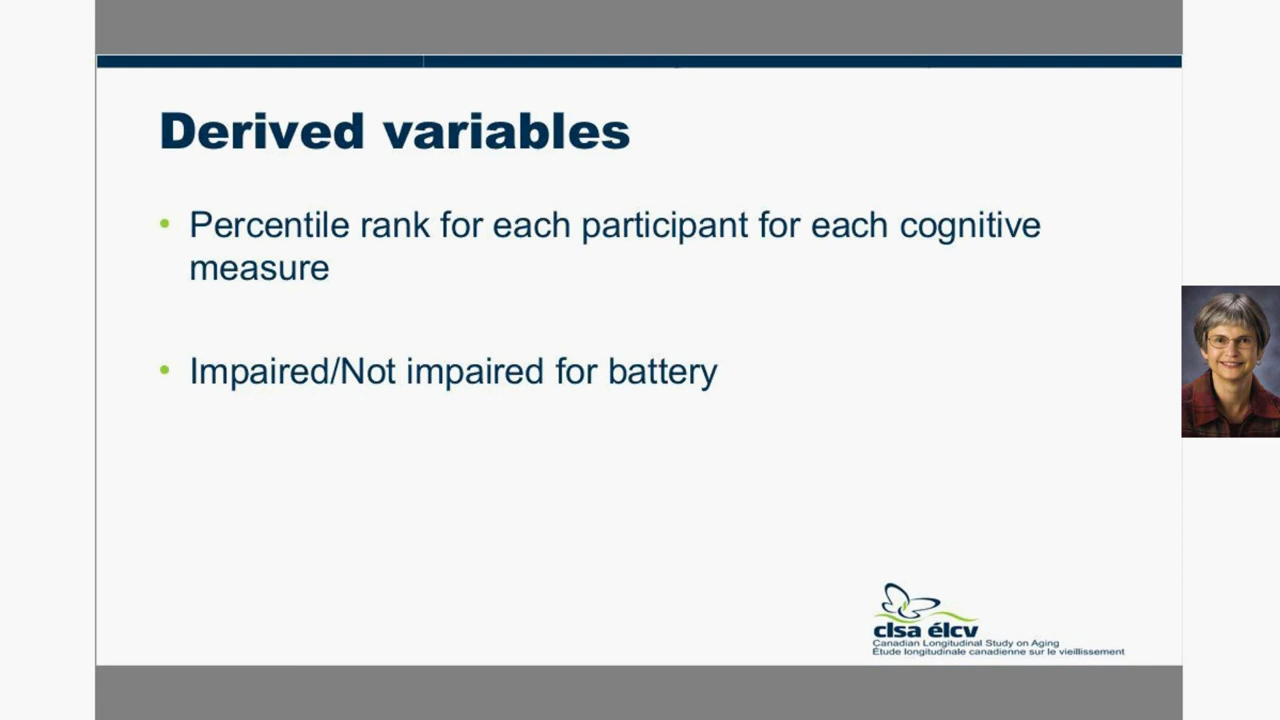 Derived variables
• Percentile rank for each participant for each cognitive
measure
• Impaired/Not impaired for battery
clsa élcv
Canadian Longitudinal Study on Aging
Étude longitudinale canadienne sur le vieillissement